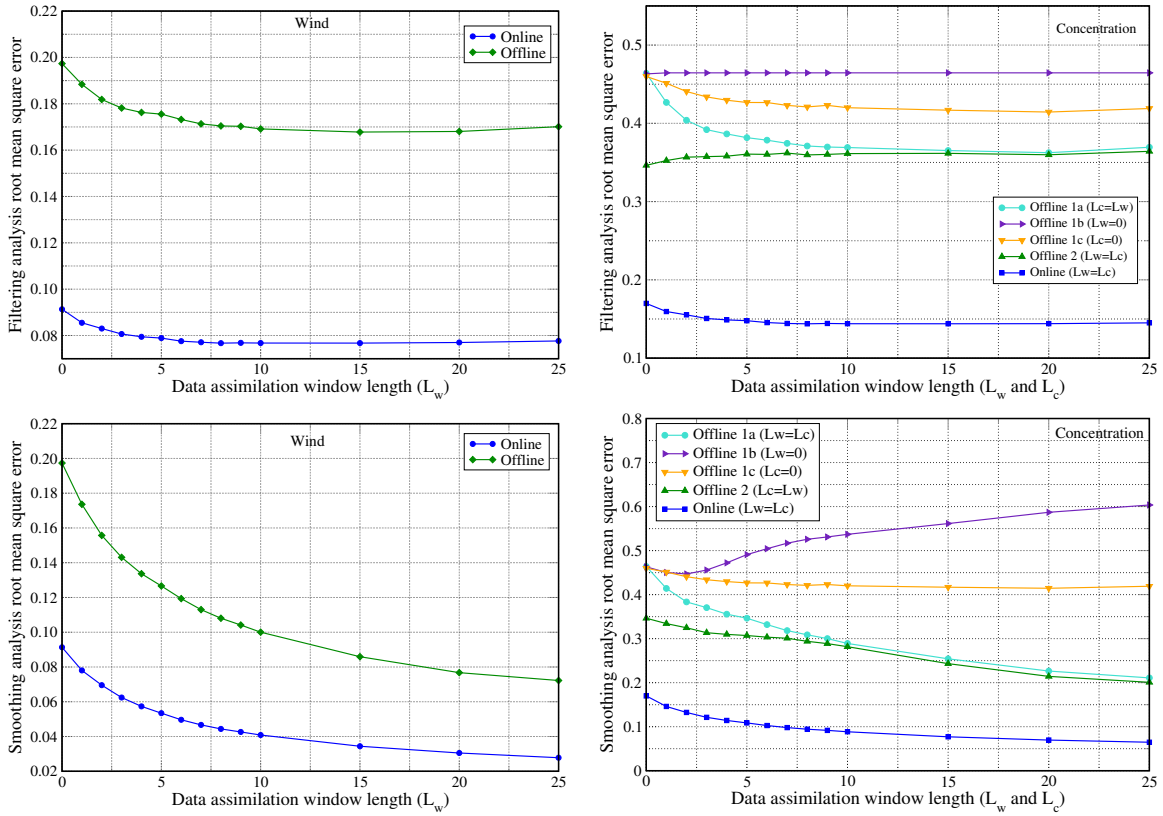 Wind
Online
Offline
0.22
0.20
0.18
0.16
0.14
0.12
0.10
0.08
0 5 10 15 20 25
Filtering analysis root mean square error
Data assimilation window length (L_w)
Concentration
Offline 1a (Lc=Lw)
Offline 1b (Lw=0)
Offline 1c (Lc=0)
Offline 2 (Lw=Lc)
Online (Lw=Lc)
0.5
0.4
0.3
0.2
0.1
0 5 10 15 20 25
Filtering analysis root mean square error
Data assimilation window length (L_w and L_c)
Wind
Online
Offline
0.22
0.20
0.18
0.16
0.14
0.12
0.10
0.08
0.06
0.04
0.02
0 5 10 15 20 25
Smoothing analysis root mean square error
Data assimilation window length (L_w)
Concentration
Offline 1a (Lw=Lc)
Offline 1b (Lw=0)
Offline 1c (Lc=0)
Offline 2 (Lc=Lw)
Online (Lw=Lc)
0.8
0.7
0.6
0.5
0.4
0.3
0.2
0.1
0
0 5 10 15 20 25
Smoothing analysis root mean square error
Data assimilation window length (L_w and L_c)